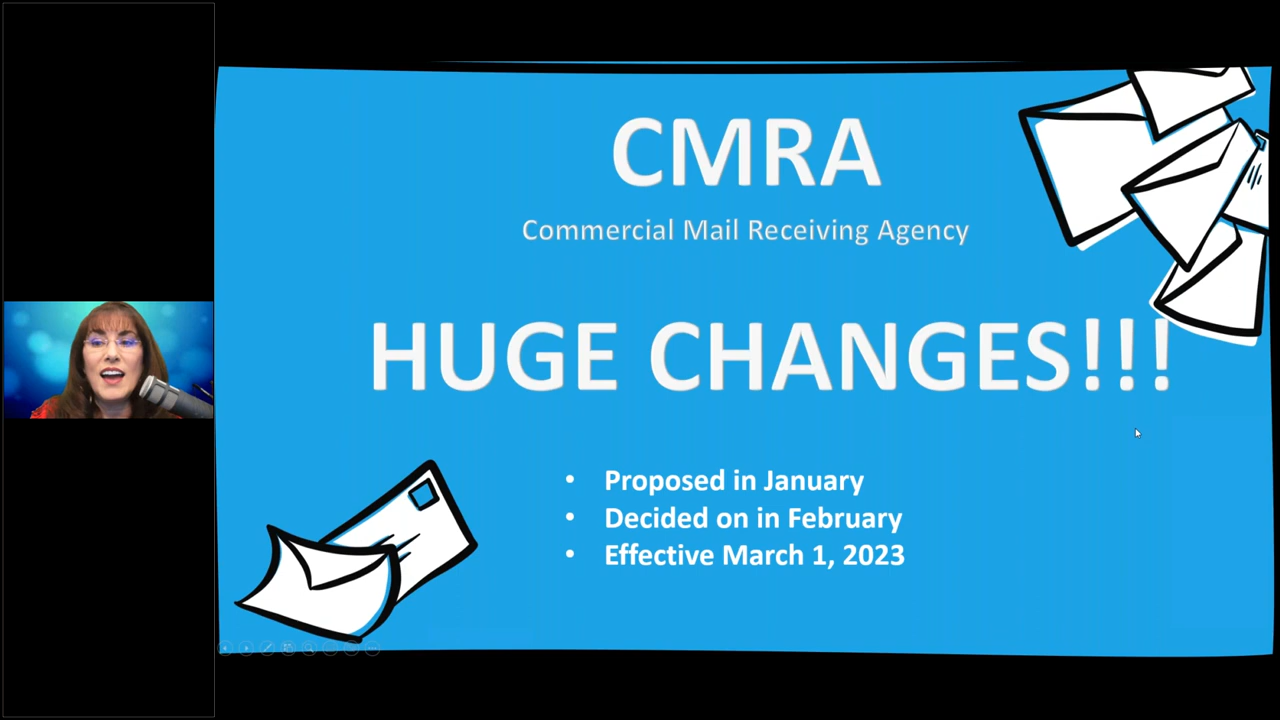 CMRA
Commercial Mail Receiving Agency
HUGE CHANGES!!!
• Proposed in January
• Decided on in February
• Effective March 1, 2023